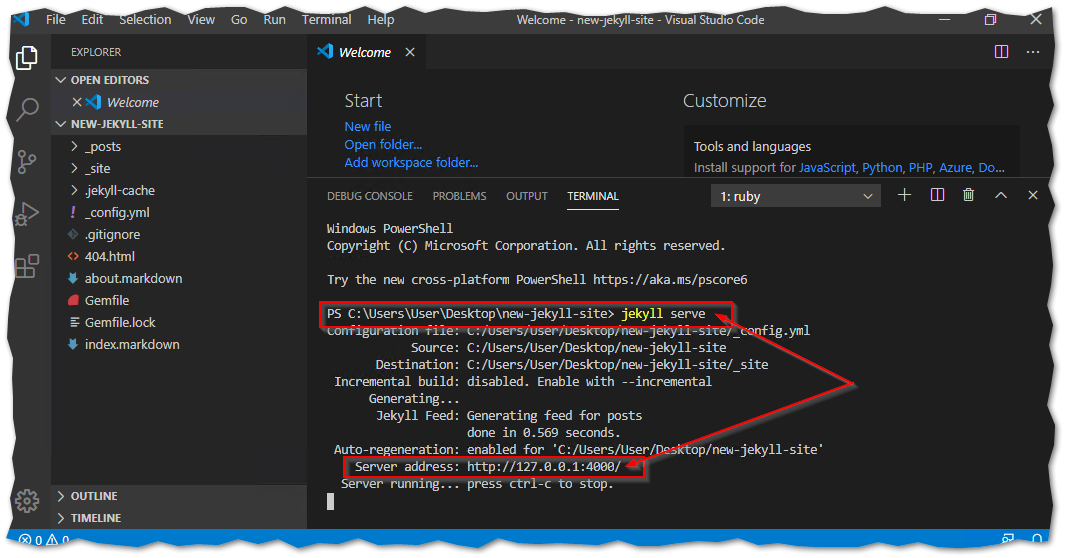 File Edit Selection View Go Run Terminal Help Welcome - new-jekyll-site - Visual Studio Code
EXPLORER
OPEN EDITORS
Welcome
NEW-JEKYLL-SITE
_posts
_site
.jekyll-cache
_config.yml
.gitignore
404.html
about.markdown
Gemfile
Gemfile.lock
index.markdown
OUTLINE
TIMELINE
0 0
Welcome
Start
New file
Open folder...
Add workspace folder...
Customize
Tools and languages
Install support for JavaScript, Python, PHP, Azure, Do...
DEBUG CONSOLE PROBLEMS OUTPUT TERMINAL 1: ruby
Windows PowerShell
Copyright (C) Microsoft Corporation. All rights reserved.
Try the new cross-platform PowerShell https://aka.ms/pscore6
PS C:\Users\User\Desktop\new-jekyll-site> jekyll serve
Configuration file: C:/Users/User/Desktop/new-jekyll-site/_config.yml
Source: C:/Users/User/Desktop/new-jekyll-site
Destination: C:/Users/User/Desktop/new-jekyll-site/_site
Incremental build: disabled. Enable with --incremental
Generating...
Jekyll Feed: Generating feed for posts
done in 0.569 seconds.
Auto-regeneration: enabled for 'C:/Users/User/Desktop/new-jekyll-site'
Server address: http://127.0.0.1:4000/
Server running... press ctrl-c to stop.